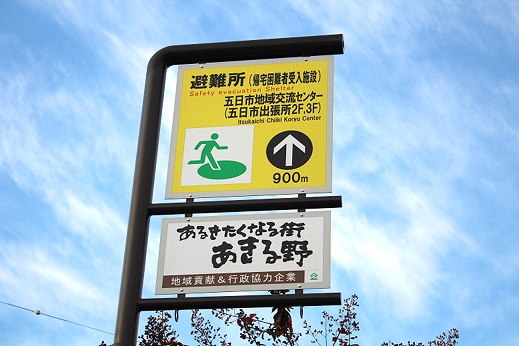 避難所(帰宅困難者受入施設)
Safety evacuation Shelter
五日市地域交流センター
(五日市出張所2F,3F)
Itsukaichi Chiiki Koryu Center
900m
あるきたくなる街
あきる野
地域貢献&行政協力企業